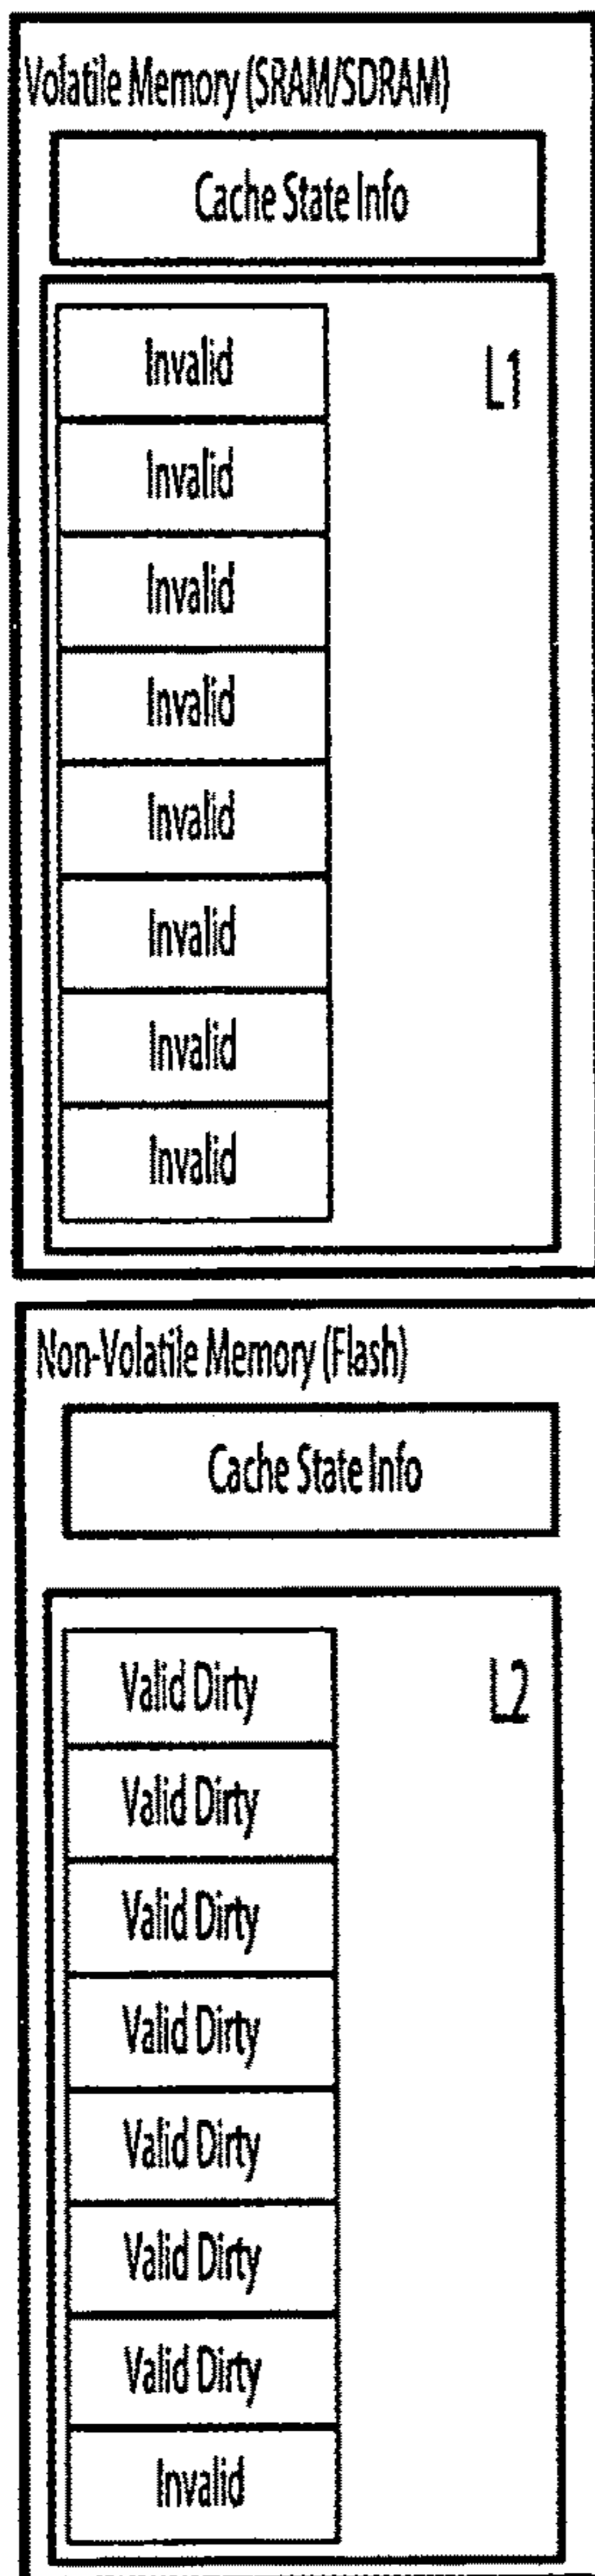 Volatile Memory (SRAM/SDRAM)
Cache State Info
Invalid
L1
Invalid
Invalid
Invalid
Invalid
Invalid
Invalid
Invalid
Non-Volatile Memory (Flash)
Cache State Info
Valid Dirty
L2
Valid Dirty
Valid Dirty
Valid Dirty
Valid Dirty
Valid Dirty
Valid Dirty
Invalid